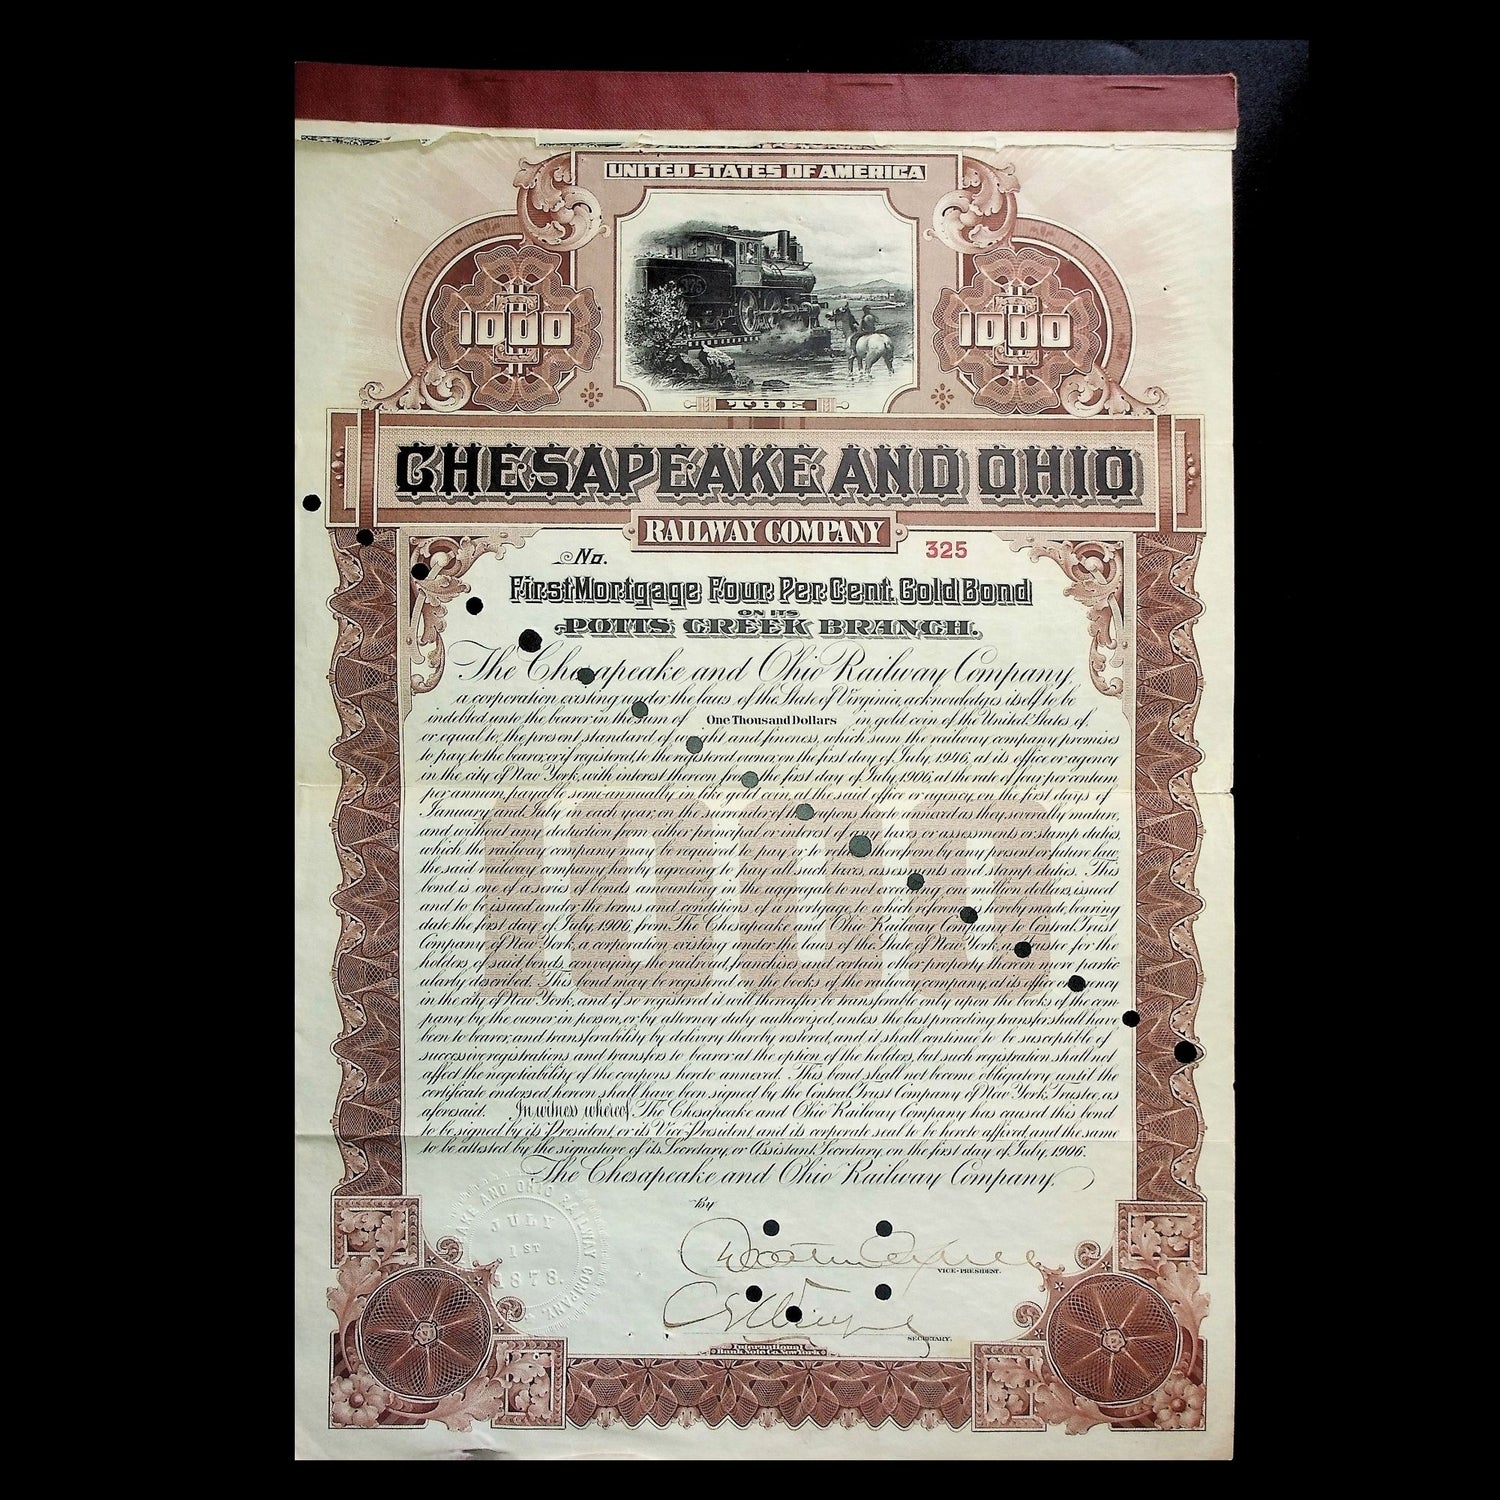 UNITED STATES OF AMERICA
1000 1000
THE
CHESAPEAKE AND OHIO
RAILWAY COMPANY
No. 325
First Mortgage Four Per Cent. Gold Bond
ON ITS
POTTS CREEK BRANCH.
The Chesapeake and Ohio Railway Company,
a corporation existing under the laws of the State of Virginia, acknowledges itself to be
indebted unto the bearer in the sum of One Thousand Dollars in gold coin of the United States of,
or equal to, the present standard of weight and fineness, which sum the railway company promises
to pay to the bearer, or if registered, to the registered owner, on the first day of July, 1946, at its office or agency
in the city of New York, with interest thereon from the first day of July, 1906, at the rate of four per centum
per annum, payable semi-annually in like gold coin, at the said office or agency, on the first days of
January and July in each year, on the surrender of the coupons hereto annexed as they severally mature,
and without any deduction from either principal or interest of any taxes or assessments or stamp duties,
which the railway company may be required to pay, or to retain therefrom by any present or future law,
the said railway company hereby agreeing to pay all such taxes, assessments and stamp duties. This
bond is one of a series of bonds amounting in the aggregate to not exceeding one million dollars, issued
and to be issued under the terms and conditions of a mortgage, to which reference is hereby made, bearing
date the first day of July, 1906, from The Chesapeake and Ohio Railway Company to Central Trust
Company of New York, a corporation existing under the laws of the State of New York, as trustee for the
holders of said bonds, conveying the railroad, franchises and certain other property therein more partic-
ularly described. This bond may be registered on the books of the railway company, at its office or agency
in the city of New York, and if so registered it will thereafter be transferable only upon the books of the com-
pany by the owner in person, or by attorney duly authorized, unless the last preceding transfer shall have
been to bearer, and transferability by delivery thereby restored, and it shall continue to be susceptible of
successive registrations and transfers to bearer at the option of the holders, but such registration shall not
affect the negotiability of the coupons hereto annexed. This bond shall not become obligatory until the
certificate endorsed hereon shall have been signed by the Central Trust Company of New York, Trustee, as
aforesaid. In witness whereof, The Chesapeake and Ohio Railway Company has caused this bond
to be signed by its President, or its Vice-President, and its corporate seal to be hereto affixed, and the same
to be attested by the signature of its Secretary, or Assistant Secretary, on the first day of July, 1906.
The Chesapeake and Ohio Railway Company,
By
VICE-PRESIDENT.
SECRETARY.
AKE AND OHIO RAILWAY COMPANY
JULY
1ST
1878.
International
Bank Note Co. New York